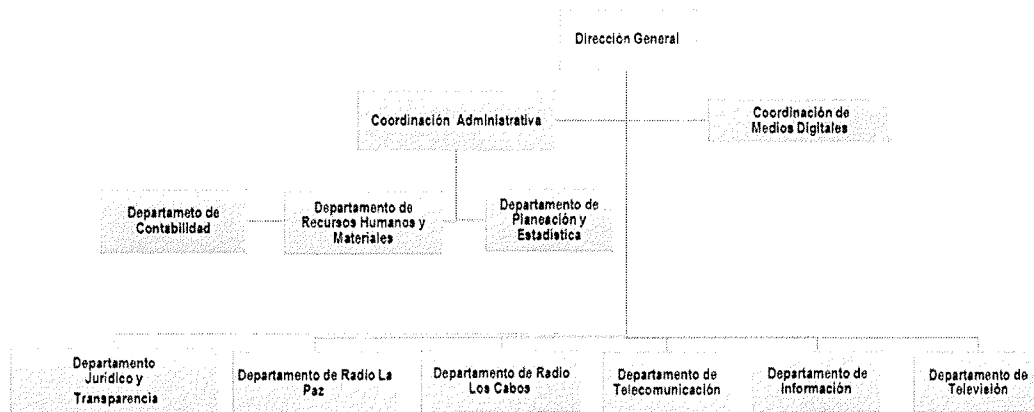 Dirección General
Coordinación Administrativa
Coordinación de
Medios Digitales
Departameto de
Contabilidad
Departamento de
Recursos Humanos y
Materiales
Departamento de
Planeación y
Estadística
Departamento
Jurídico y
Transparencia
Departamento de Radio La
Paz
Departamento de Radio
Los Cabos
Departamento de
Telecomunicación
Departamento de
Información
Departamento de
Televisión